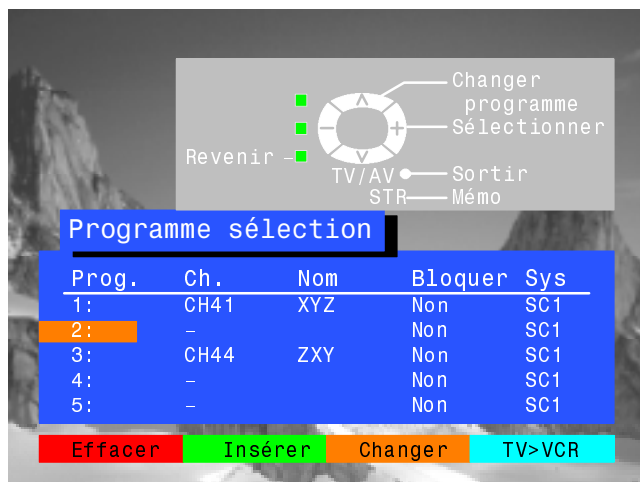 Changer
programme
Sélectionner
Revenir
TV/AV Sortir
STR Mémo
Programme sélection
Prog. Ch. Nom Bloquer Sys
1: CH41 XYZ Non SC1
2: – Non SC1
3: CH44 ZXY Non SC1
4: – Non SC1
5: – Non SC1
Effacer Insérer Changer TV>VCR